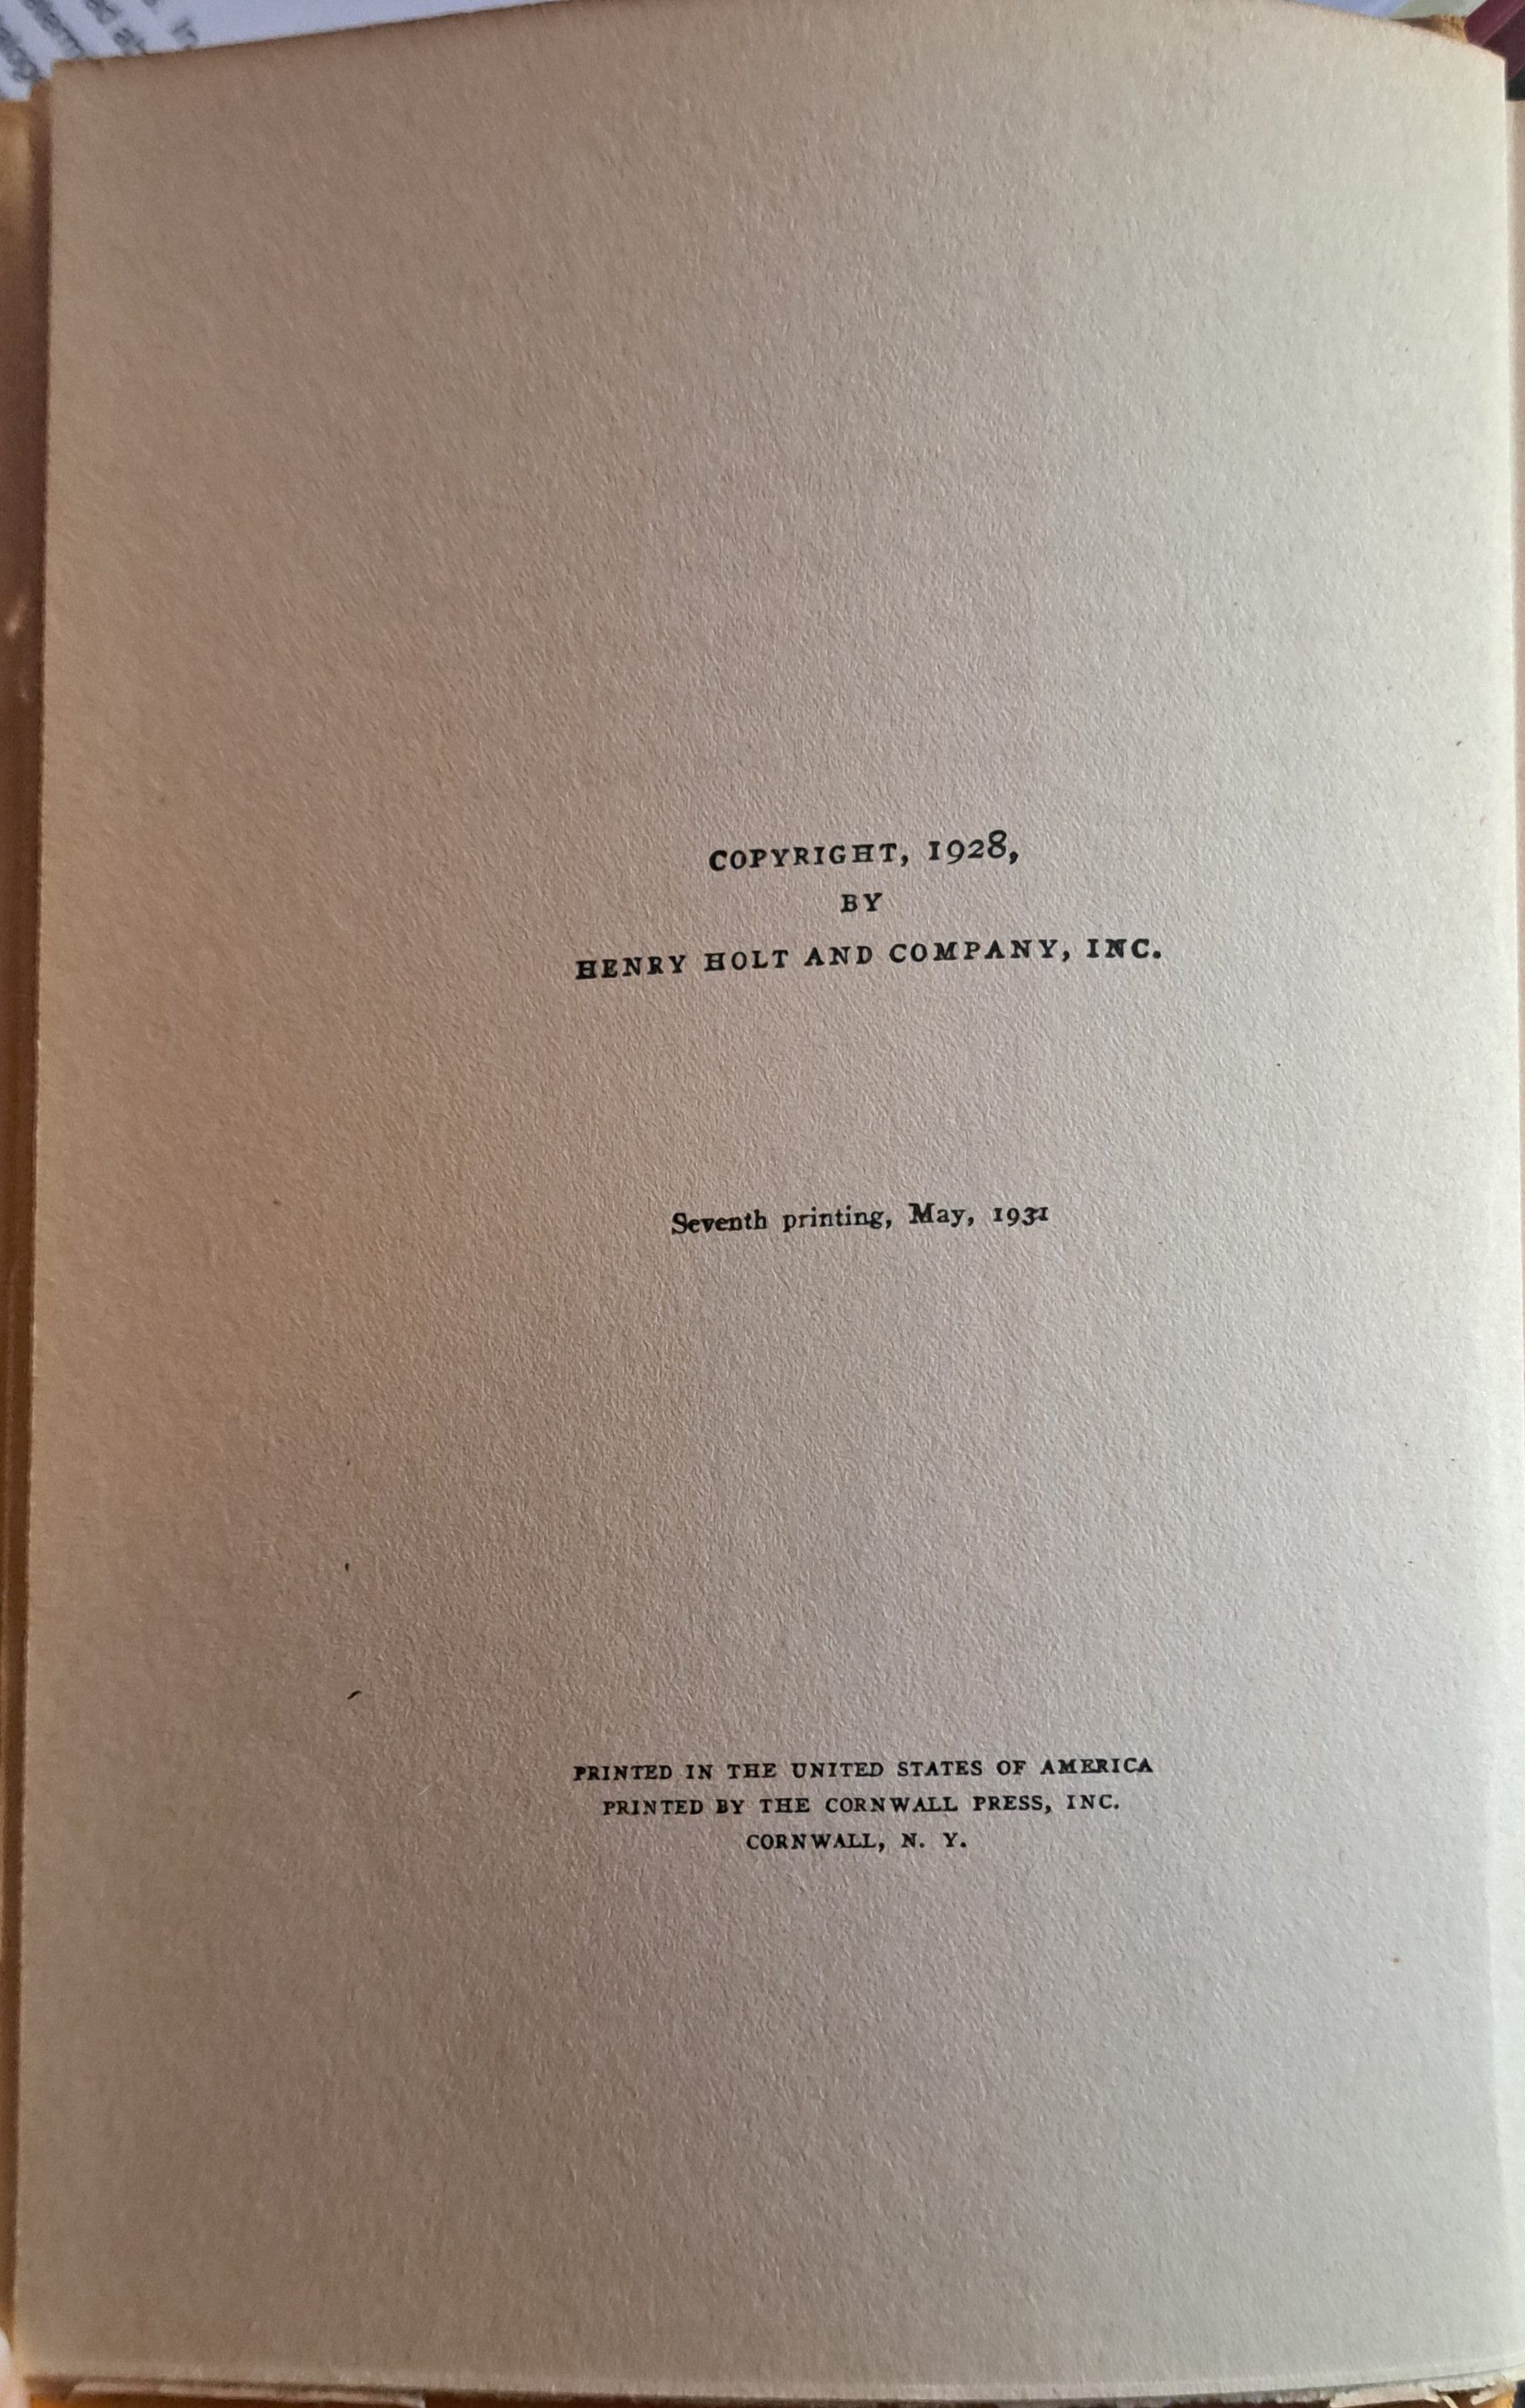 COPYRIGHT, 1928,
BY
HENRY HOLT AND COMPANY, INC.
Seventh printing, May, 1931
PRINTED IN THE UNITED STATES OF AMERICA
PRINTED BY THE CORNWALL PRESS, INC.
CORNWALL, N. Y.